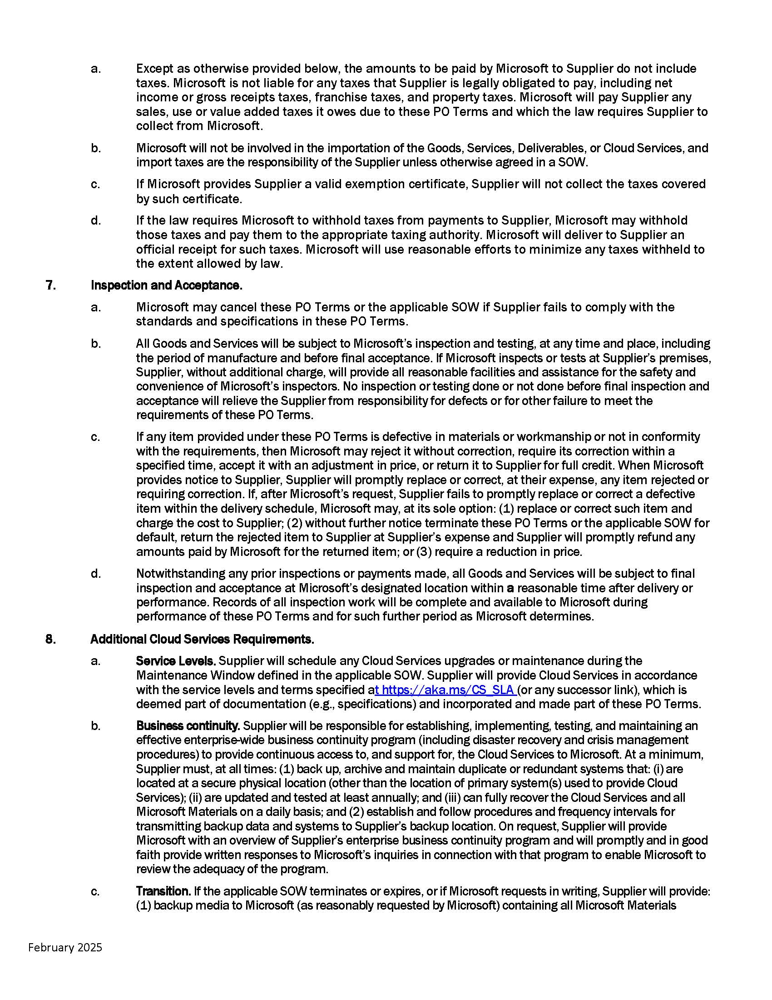 a. Except as otherwise provided below, the amounts to be paid by Microsoft to Supplier do not include
taxes. Microsoft is not liable for any taxes that Supplier is legally obligated to pay, including net
income or gross receipts taxes, franchise taxes, and property taxes. Microsoft will pay Supplier any
sales, use or value added taxes it owes due to these PO Terms and which the law requires Supplier to
collect from Microsoft.
b. Microsoft will not be involved in the importation of the Goods, Services, Deliverables, or Cloud Services, and
import taxes are the responsibility of the Supplier unless otherwise agreed in a SOW.
c. If Microsoft provides Supplier a valid exemption certificate, Supplier will not collect the taxes covered
by such certificate.
d. If the law requires Microsoft to withhold taxes from payments to Supplier, Microsoft may withhold
those taxes and pay them to the appropriate taxing authority. Microsoft will deliver to Supplier an
official receipt for such taxes. Microsoft will use reasonable efforts to minimize any taxes withheld to
the extent allowed by law.
7. Inspection and Acceptance.
a. Microsoft may cancel these PO Terms or the applicable SOW if Supplier fails to comply with the
standards and specifications in these PO Terms.
b. All Goods and Services will be subject to Microsoft's inspection and testing, at any time and place, including
the period of manufacture and before final acceptance. If Microsoft inspects or tests at Supplier's premises,
Supplier, without additional charge, will provide all reasonable facilities and assistance for the safety and
convenience of Microsoft's inspectors. No inspection or testing done or not done before final inspection and
acceptance will relieve the Supplier from responsibility for defects or for other failure to meet the
requirements of these PO Terms.
c. If any item provided under these PO Terms is defective in materials or workmanship or not in conformity
with the requirements, then Microsoft may reject it without correction, require its correction within a
specified time, accept it with an adjustment in price, or return it to Supplier for full credit. When Microsoft
provides notice to Supplier, Supplier will promptly replace or correct, at their expense, any item rejected or
requiring correction. If, after Microsoft's request, Supplier fails to promptly replace or correct a defective
item within the delivery schedule, Microsoft may, at its sole option: (1) replace or correct such item and
charge the cost to Supplier; (2) without further notice terminate these PO Terms or the applicable SOW for
default, return the rejected item to Supplier at Supplier's expense and Supplier will promptly refund any
amounts paid by Microsoft for the returned item; or (3) require a reduction in price.
d. Notwithstanding any prior inspections or payments made, all Goods and Services will be subject to final
inspection and acceptance at Microsoft's designated location within a reasonable time after delivery or
performance. Records of all inspection work will be complete and available to Microsoft during
performance of these PO Terms and for such further period as Microsoft determines.
8. Additional Cloud Services Requirements.
a. Service Levels. Supplier will schedule any Cloud Services upgrades or maintenance during the
Maintenance Window defined in the applicable SOW. Supplier will provide Cloud Services in accordance
with the service levels and terms specified at https://aka.ms/CS_SLA (or any successor link), which is
deemed part of documentation (e.g., specifications) and incorporated and made part of these PO Terms.
b. Business continuity. Supplier will be responsible for establishing, implementing, testing, and maintaining an
effective enterprise-wide business continuity program (including disaster recovery and crisis management
procedures) to provide continuous access to, and support for, the Cloud Services to Microsoft. At a minimum,
Supplier must, at all times: (1) back up, archive and maintain duplicate or redundant systems that: (i) are
located at a secure physical location (other than the location of primary system(s) used to provide Cloud
Services); (ii) are updated and tested at least annually; and (iii) can fully recover the Cloud Services and all
Microsoft Materials on a daily basis; and (2) establish and follow procedures and frequency intervals for
transmitting backup data and systems to Supplier's backup location. On request, Supplier will provide
Microsoft with an overview of Supplier's enterprise business continuity program and will promptly and in good
faith provide written responses to Microsoft's inquiries in connection with that program to enable Microsoft to
review the adequacy of the program.
c. Transition. If the applicable SOW terminates or expires, or if Microsoft requests in writing, Supplier will provide:
(1) backup media to Microsoft (as reasonably requested by Microsoft) containing all Microsoft Materials
February 2025